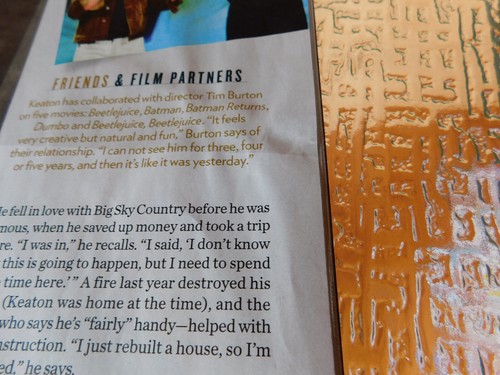 FRIENDS & FILM PARTNERS
Keaton has collaborated with director Tim Burton
on five movies: Beetlejuice, Batman, Batman Returns,
Dumbo and Beetlejuice, Beetlejuice. “It feels
very creative but natural and fun,” Burton says of
their relationship. “I can not see him for three, four
or five years, and then it’s like it was yesterday.”
He fell in love with Big Sky Country before he was
mous, when he saved up money and took a trip
re. “I was in,” he recalls. “I said, ‘I don’t know
this is going to happen, but I need to spend
time here.’ ” A fire last year destroyed his
(Keaton was home at the time), and the
who says he’s “fairly” handy—helped with
nstruction. “I just rebuilt a house, so I’m
ed,” he says.